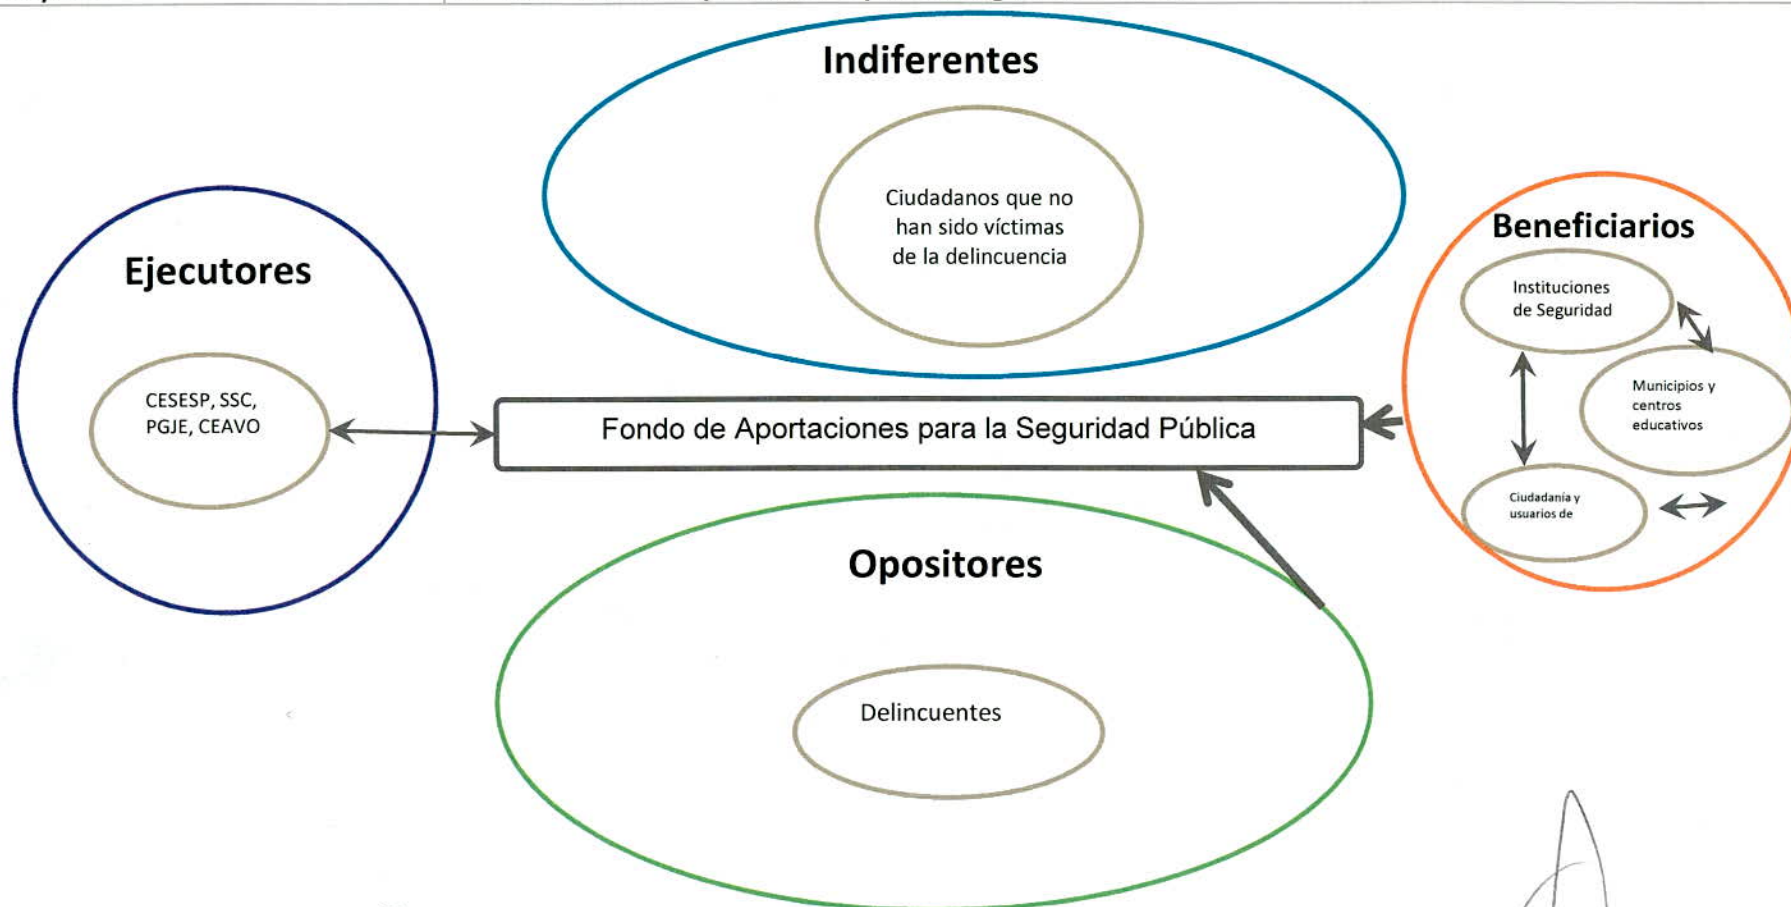 Indiferentes
Ciudadanos que no
han sido víctimas
de la delincuencia
Ejecutores
CESESP, SSC,
PGJE, CEAVO
Fondo de Aportaciones para la Seguridad Pública
Beneficiarios
Instituciones
de Seguridad
Municipios y
centros
educativos
Ciudadanía y
usuarios de
Opositores
Delincuentes